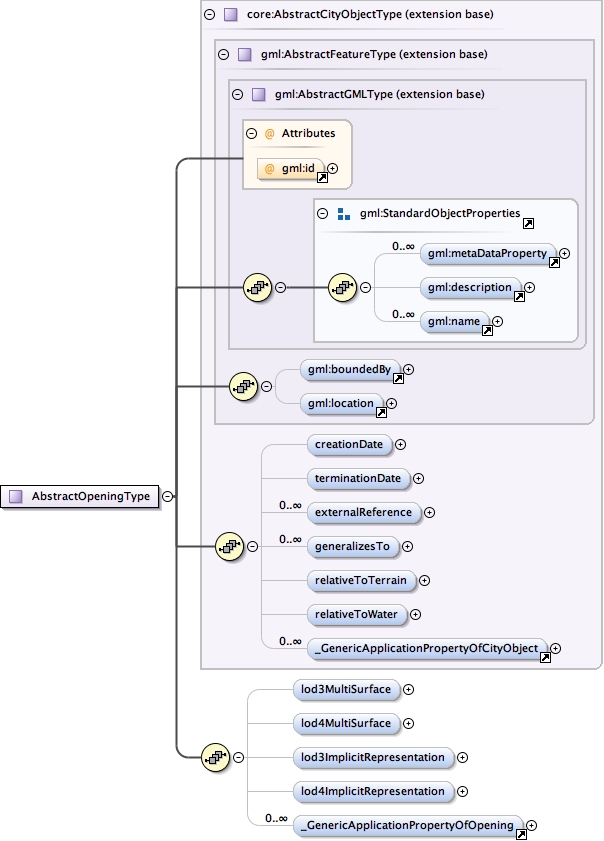 core:AbstractCityObjectType (extension base)
gml:AbstractFeatureType (extension base)
gml:AbstractGMLType (extension base)
@ Attributes
@ gml:id
gml:StandardObjectProperties
0..∞
gml:metaDataProperty
gml:description
0..∞
gml:name
gml:boundedBy
gml:location
creationDate
terminationDate
AbstractOpeningType
0..∞
externalReference
0..∞
generalizesTo
relativeToTerrain
relativeToWater
0..∞
_GenericApplicationPropertyOfCityObject
lod3MultiSurface
lod4MultiSurface
lod3ImplicitRepresentation
lod4ImplicitRepresentation
0..∞
_GenericApplicationPropertyOfOpening